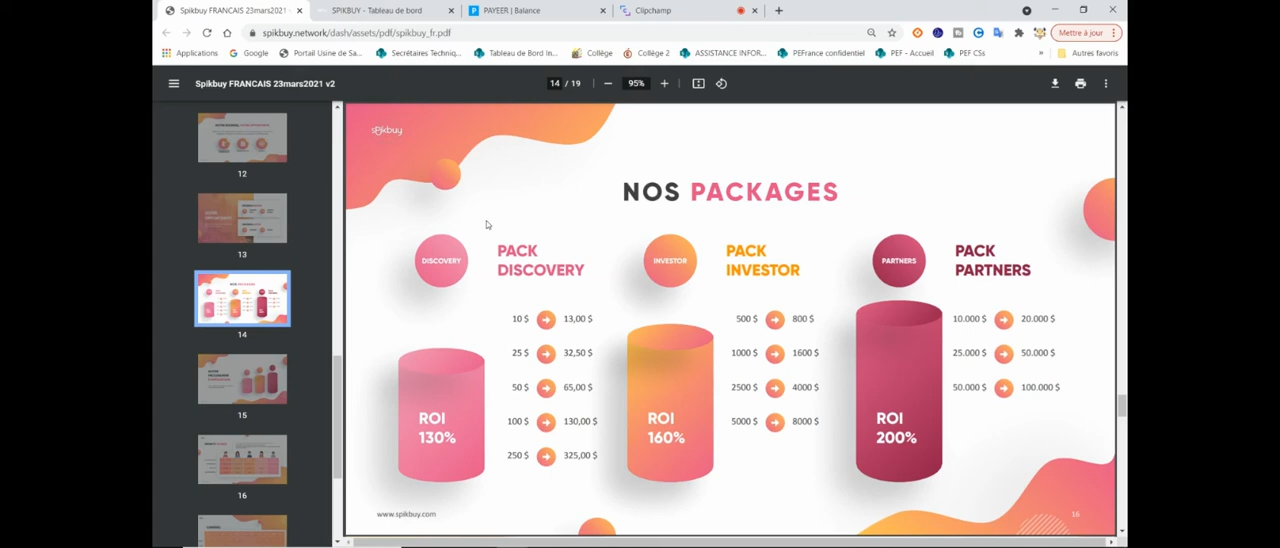 Spikbuy FRANCAIS 23mars2021
SPIKBUY - Tableau de bord
PAYEER | Balance
Clipchamp
spikbuy.network/dash/assets/pdf/spikbuy_fr.pdf
Mettre à jour
Applications
Google
Portail Usine de Sa...
Secrétaires Techniq...
Tableau de Bord In...
Collège
Collège 2
ASSISTANCE INFOR...
PEFrance confidentiel
PEF - Accueil
PEF CSs
»
Autres favoris
Spikbuy FRANCAIS 23mars2021 v2
14 / 19
95%
12
13
14
15
16
spikbuy
NOS PACKAGES
DISCOVERY
PACK
DISCOVERY
10 $ 13,00 $
25 $ 32,50 $
50 $ 65,00 $
100 $ 130,00 $
250 $ 325,00 $
ROI
130%
INVESTOR
PACK
INVESTOR
500 $ 800 $
1000 $ 1600 $
2500 $ 4000 $
5000 $ 8000 $
ROI
160%
PARTNERS
PACK
PARTNERS
10.000 $ 20.000 $
25.000 $ 50.000 $
50.000 $ 100.000 $
ROI
200%
www.spikbuy.com
16